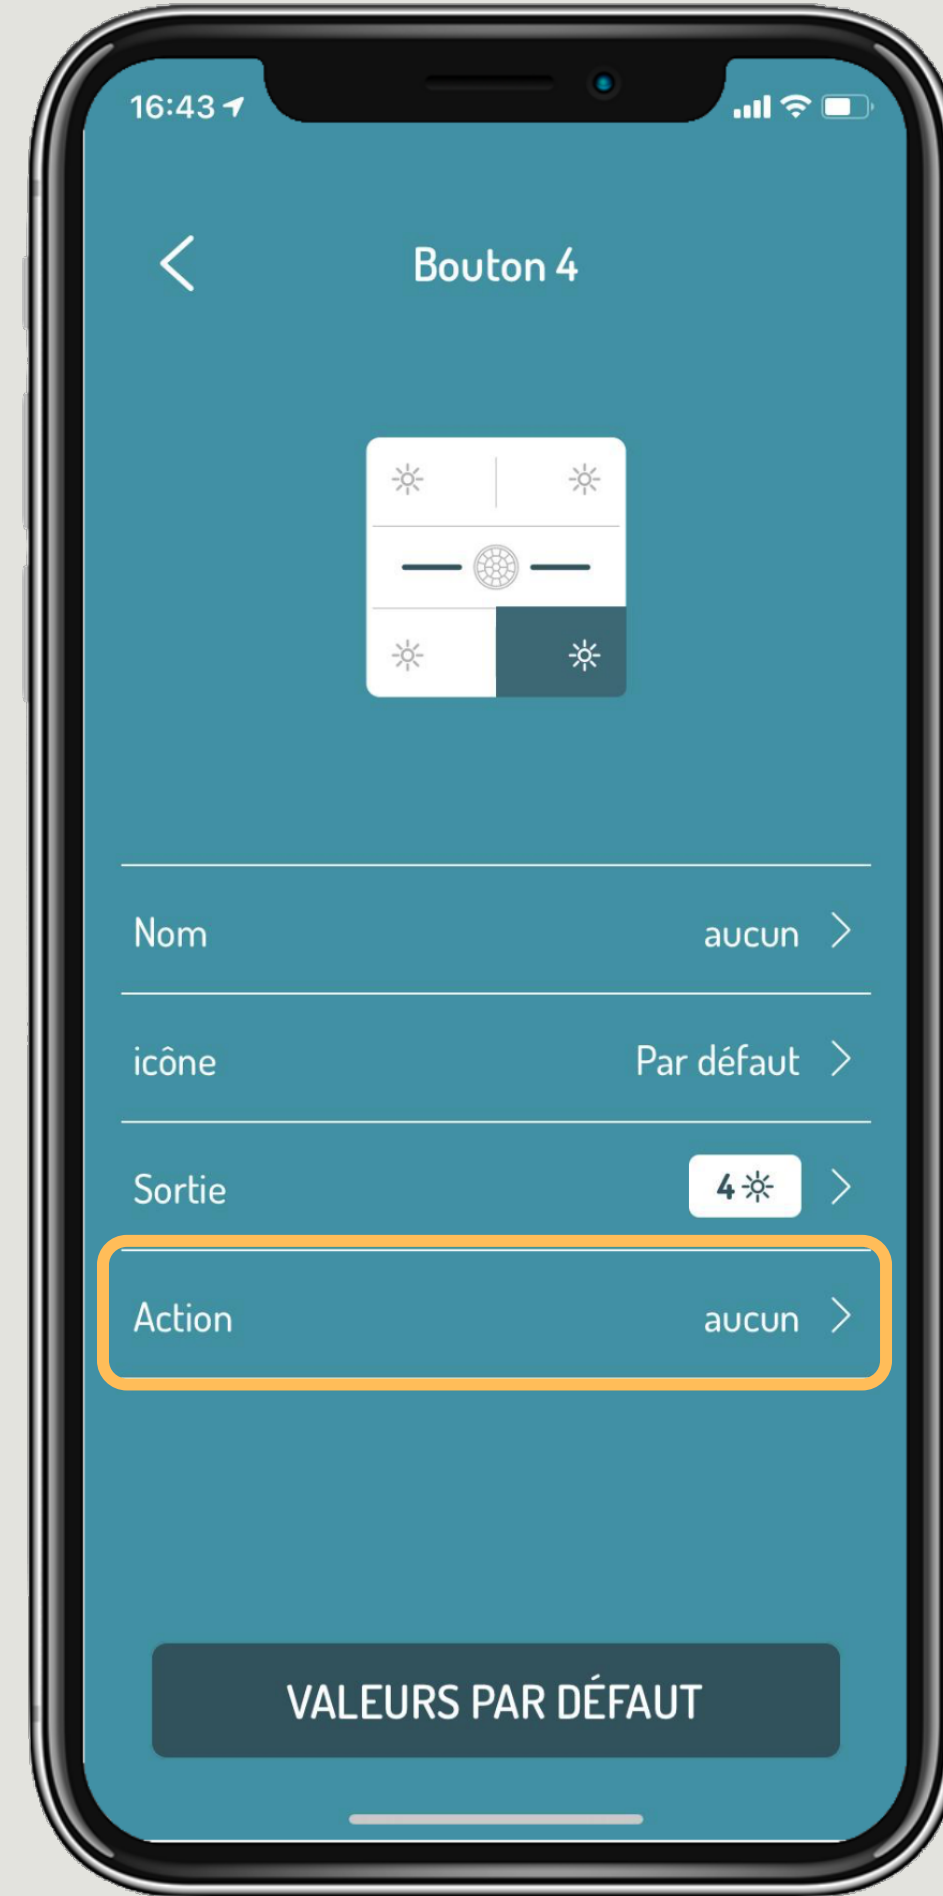 16:43
Bouton 4
Nom aucun
icône Par défaut
Sortie 4
Action aucun
VALEURS PAR DÉFAUT